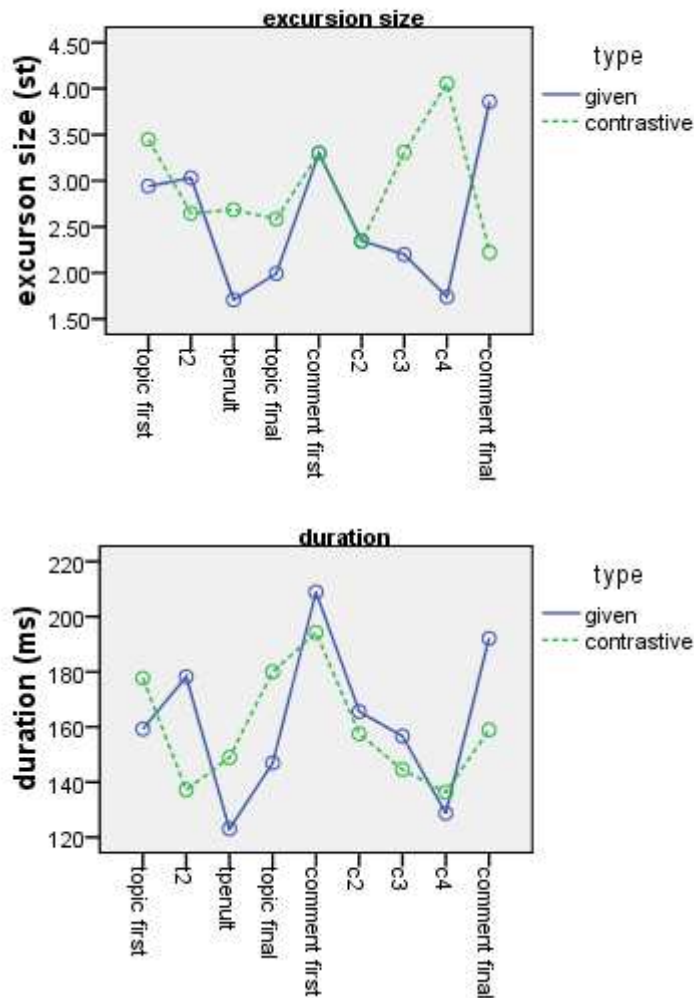 excursion size
4.50
4.00
3.50
3.00
2.50
2.00
1.50
excurson size (st)
topic first
t2
tpenult
topic final
comment first
c2
c3
c4
comment final
type
given
contrastive
duration
220
200
180
160
140
120
duration (ms)
topic first
t2
tpenult
topic final
comment first
c2
c3
c4
comment final
type
given
contrastive